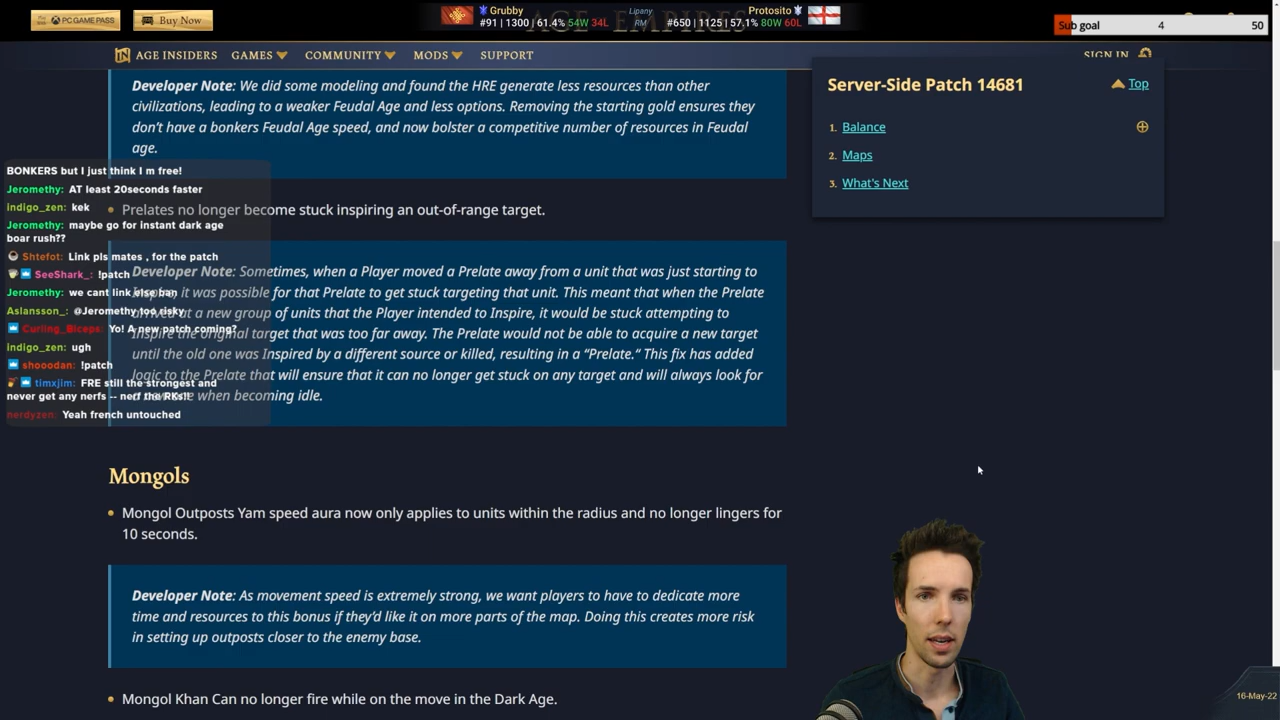 PC GAME PASS
Buy Now
Grubby
#91 | 1300 | 61.4% 54W 34L
Lipany
RM
Protosito
#650 | 1125 | 57.1% 80W 60L
AGE EMPIRES
Sub goal 4 50
AGE INSIDERS
GAMES
COMMUNITY
MODS
SUPPORT
SIGN IN
Developer Note: We did some modeling and found the HRE generate less resources than other
civilizations, leading to a weaker Feudal Age and less options. Removing the starting gold ensures they
don't have a bonkers Feudal Age speed, and now bolster a competitive number of resources in Feudal
age.
Server-Side Patch 14681
Top
1. Balance
2. Maps
3. What's Next
BONKERS but I just think I m free!
Jeromethy: AT least 20seconds faster
indigo_zen: kek
Jeromethy: maybe go for instant dark age
boar rush??
Shtefot: Link pls mates , for the patch
SeeShark_: !patch
Jeromethy: we cant link insta ban
Aslansson_: @Jeromethy too risky
Curling_Biceps: Yo! A new patch coming?
indigo_zen: ugh
shooodan: !patch
timxjim: FRE still the strongest and
never get any nerfs -- nerf the RKs!!
nerdyzen: Yeah french untouched
Prelates no longer become stuck inspiring an out-of-range target.
Developer Note: Sometimes, when a Player moved a Prelate away from a unit that was just starting to
Inspire, it was possible for that Prelate to get stuck targeting that unit. This meant that when the Prelate
arrived at a new group of units that the Player intended to Inspire, it would be stuck attempting to
Inspire the original target that was too far away. The Prelate would not be able to acquire a new target
until the old one was Inspired by a different source or killed, resulting in a "Prelate." This fix has added
logic to the Prelate that will ensure that it can no longer get stuck on any target and will always look for
when becoming idle.
Mongols
Mongol Outposts Yam speed aura now only applies to units within the radius and no longer lingers for
10 seconds.
Developer Note: As movement speed is extremely strong, we want players to have to dedicate more
time and resources to this bonus if they'd like it on more parts of the map. Doing this creates more risk
in setting up outposts closer to the enemy base.
Mongol Khan Can no longer fire while on the move in the Dark Age.
16-May-22